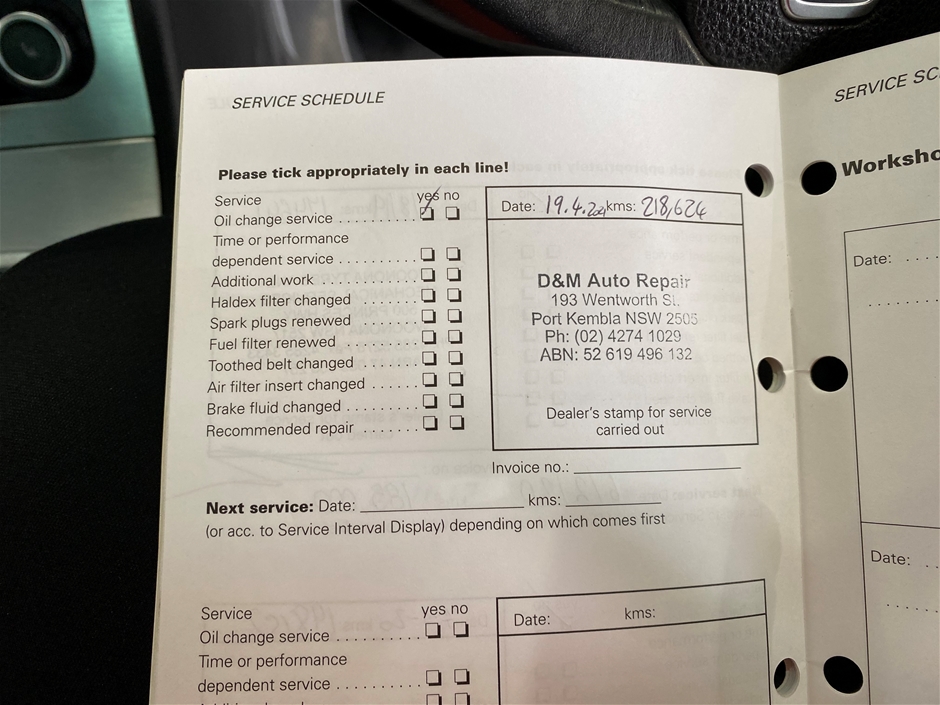 SERVICE SCHEDULE
Please tick appropriately in each line!
Service yes no
Oil change service . . . . . . . . . .
Time or performance
dependent service . . . . . . . . . .
Additional work . . . . . . . . . . . . .
Haldex filter changed . . . . . . . .
Spark plugs renewed . . . . . . . .
Fuel filter renewed . . . . . . . . . .
Toothed belt changed . . . . . . .
Air filter insert changed . . . . . .
Brake fluid changed . . . . . . . . .
Recommended repair . . . . . . .
Date: 19.4.2021 kms: 218,624
D&M Auto Repair
193 Wentworth St.
Port Kembla NSW 2505
Ph: (02) 4274 1029
ABN: 52 619 496 132
Dealer's stamp for service
carried out
Invoice no.:
Next service: Date: kms:
(or acc. to Service Interval Display) depending on which comes first
Service yes no
Oil change service . . . . . . . . . .
Time or performance
dependent service . . . . . . . . . .
Date: kms:
SERVICE SC
Worksho
Date: . . . .
Date: . .